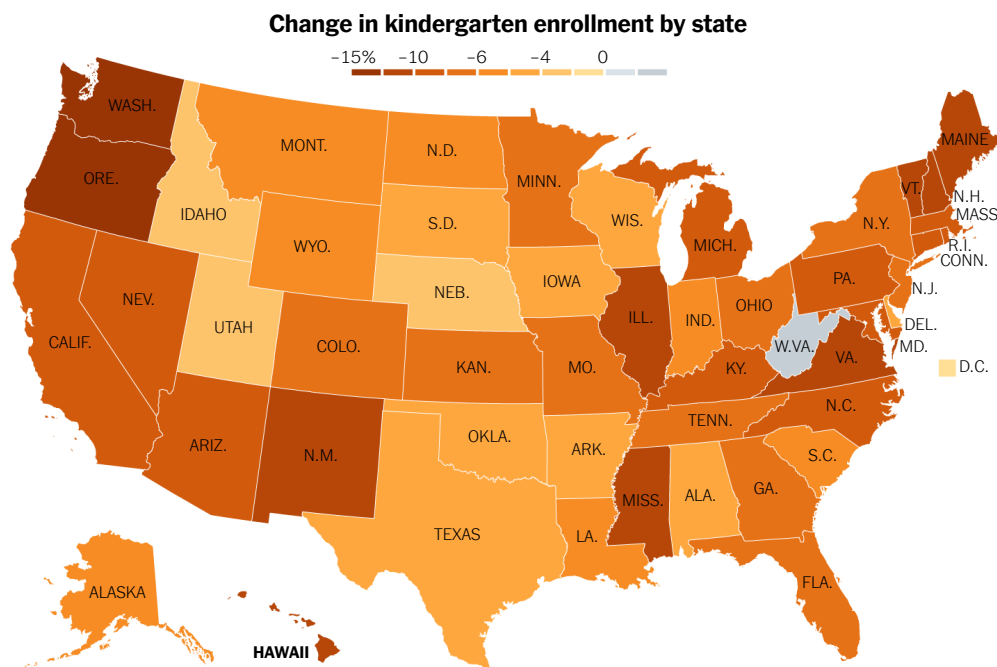 Change in kindergarten enrollment by state
–15% –10 –6 –4 0
WASH.
MAINE
MONT.
N.D.
ORE.
MINN.
VT.
N.H.
IDAHO
S.D.
WIS.
N.Y.
MASS
WYO.
MICH.
R.I.
CONN.
IOWA
PA.
NEB.
N.J.
NEV.
OHIO
UTAH
ILL.
IND.
DEL.
CALIF.
COLO.
W.VA.
MD.
KAN.
MO.
KY.
VA.
D.C.
N.C.
TENN.
ARIZ.
N.M.
OKLA.
ARK.
S.C.
MISS.
ALA.
GA.
TEXAS
LA.
FLA.
ALASKA
HAWAII